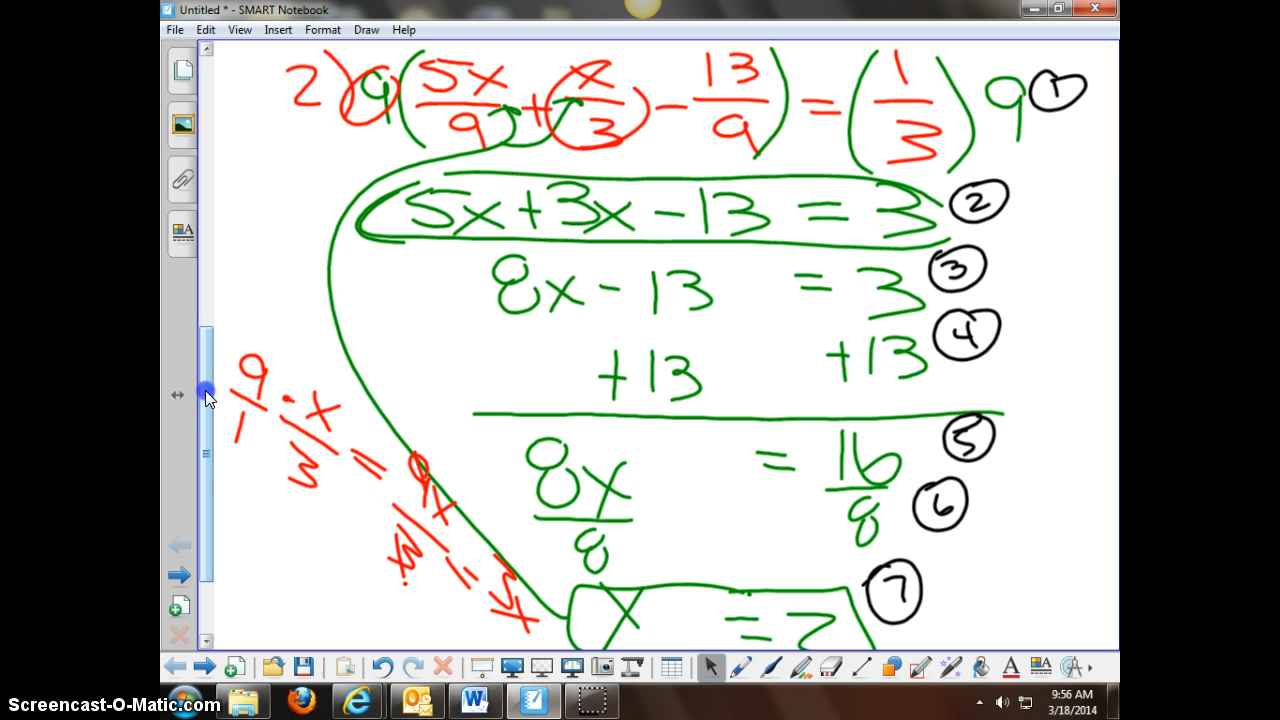 Untitled * - SMART Notebook
File Edit View Insert Format Draw Help
2) 9(5x/9 + x/3 - 13/9) = (1/3) 9 1
5x + 3x - 13 = 3 2
8x - 13 = 3 3
+13 +13 4
8x = 16 5
8 8 6
x = 2 7
9/1 · x/3 = 9x/3 = 3x
9:56 AM
3/18/2014
Screencast-O-Matic.com